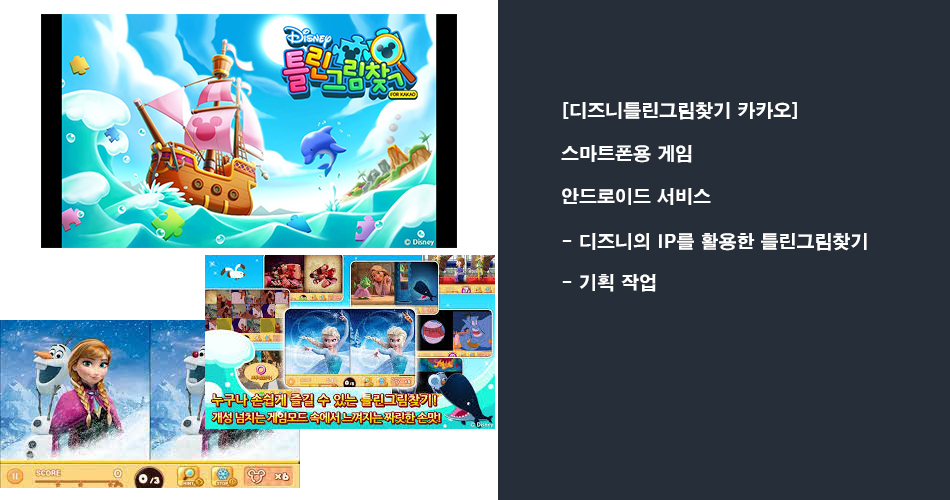 Disney
틀린그림찾기
FOR KAKAO
© Disney
[디즈니틀린그림찾기 카카오]
스마트폰용 게임
안드로이드 서비스
- 디즈니의 IP를 활용한 틀린그림찾기
- 기획 작업
누구나 손쉽게 즐길 수 있는 틀린그림찾기!
개성 넘치는 게임모드 속에서 느껴지는 짜릿한 손맛!
© Disney
SCORE 0
0/3
HINT
STOP
x6